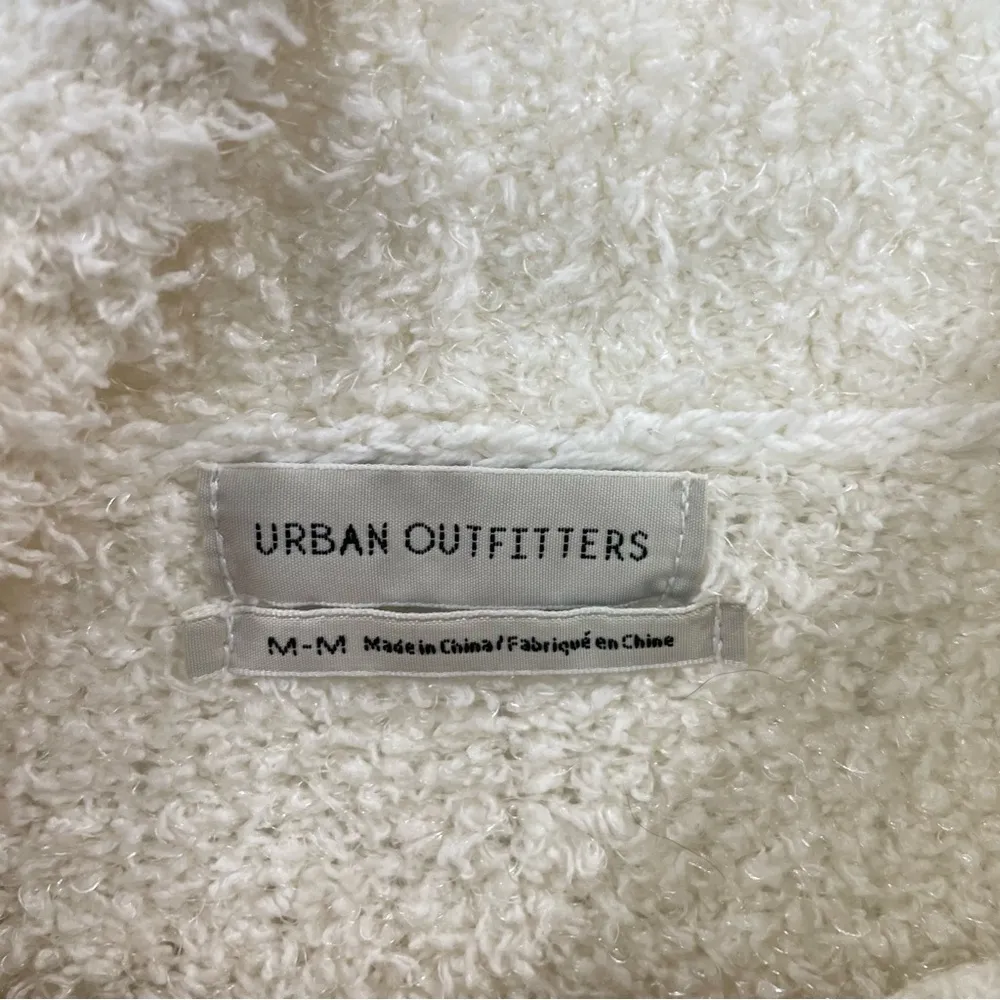 URBAN OUTFITTERS
M-M Made in China/Fabriqué en Chine